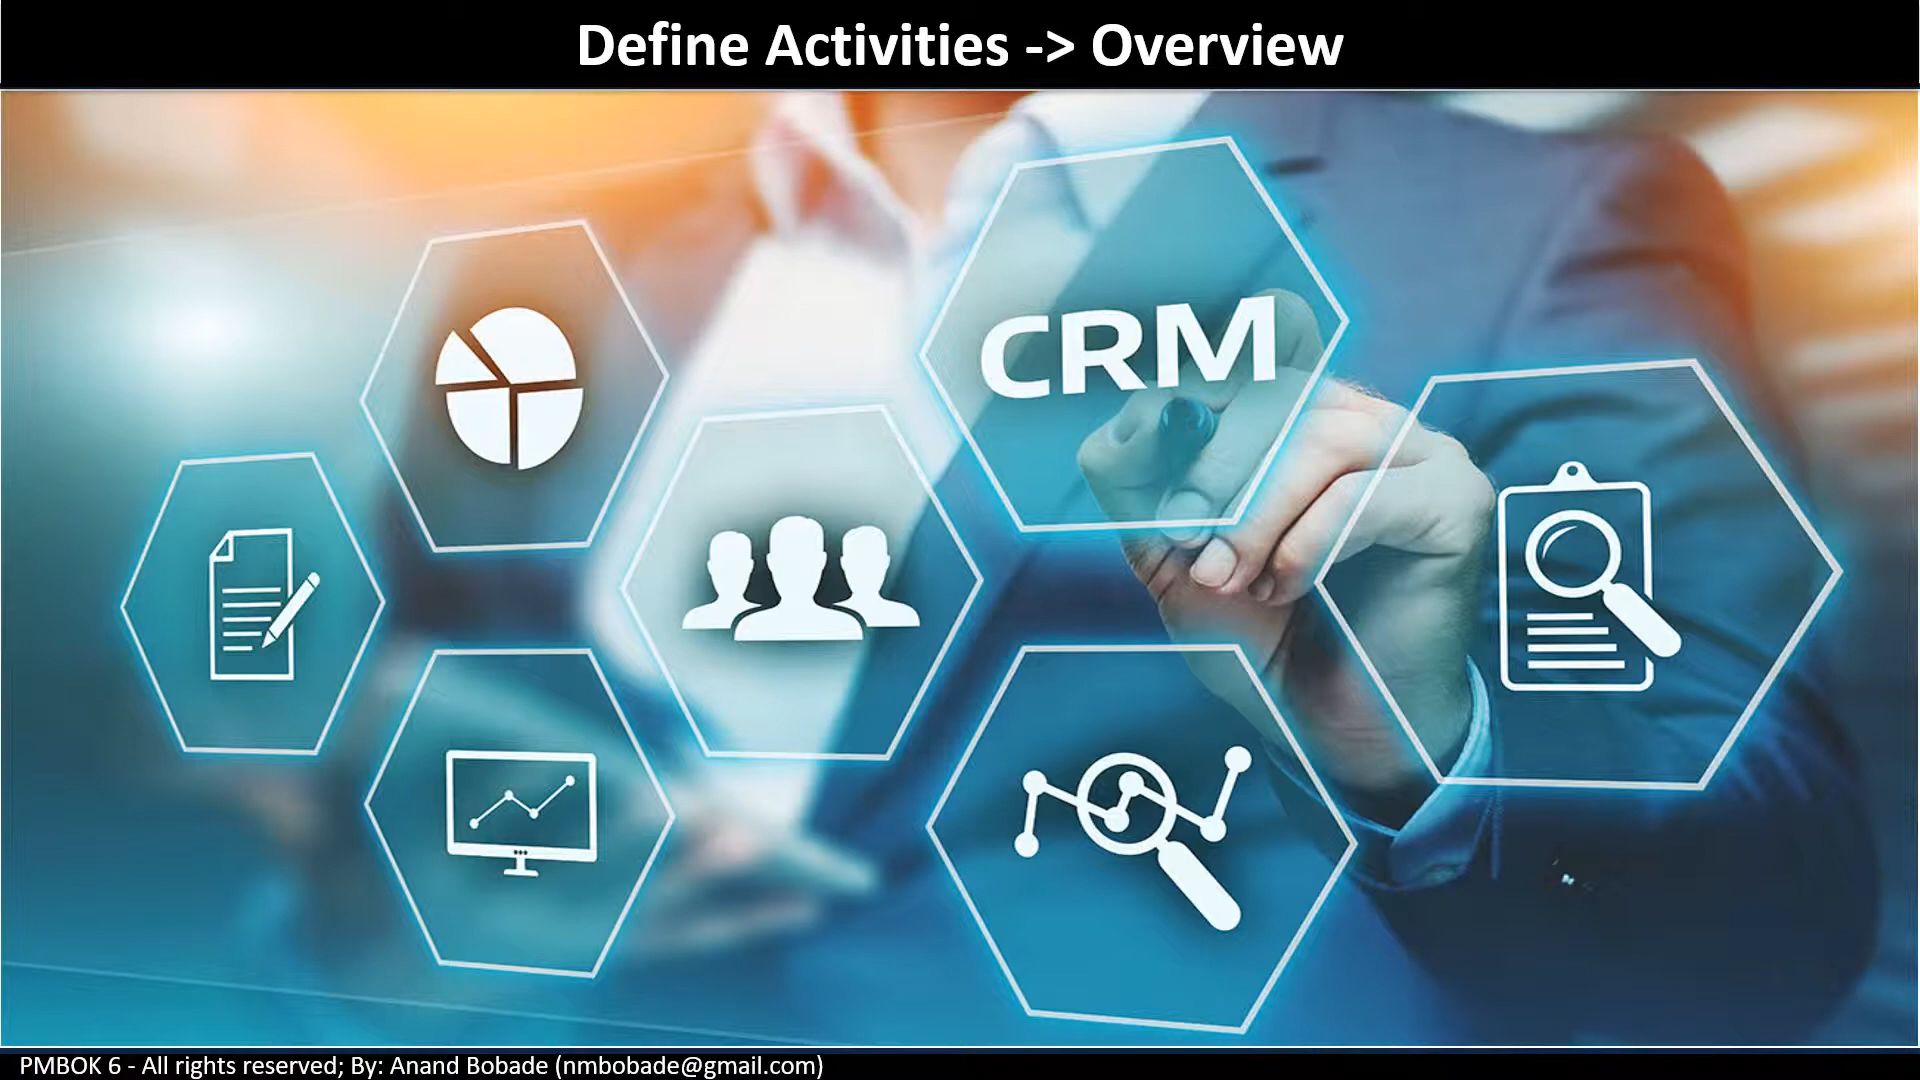 Define Activities -> Overview
CRM
PMBOK 6 - All rights reserved; By: Anand Bobade (nmbobade@gmail.com)